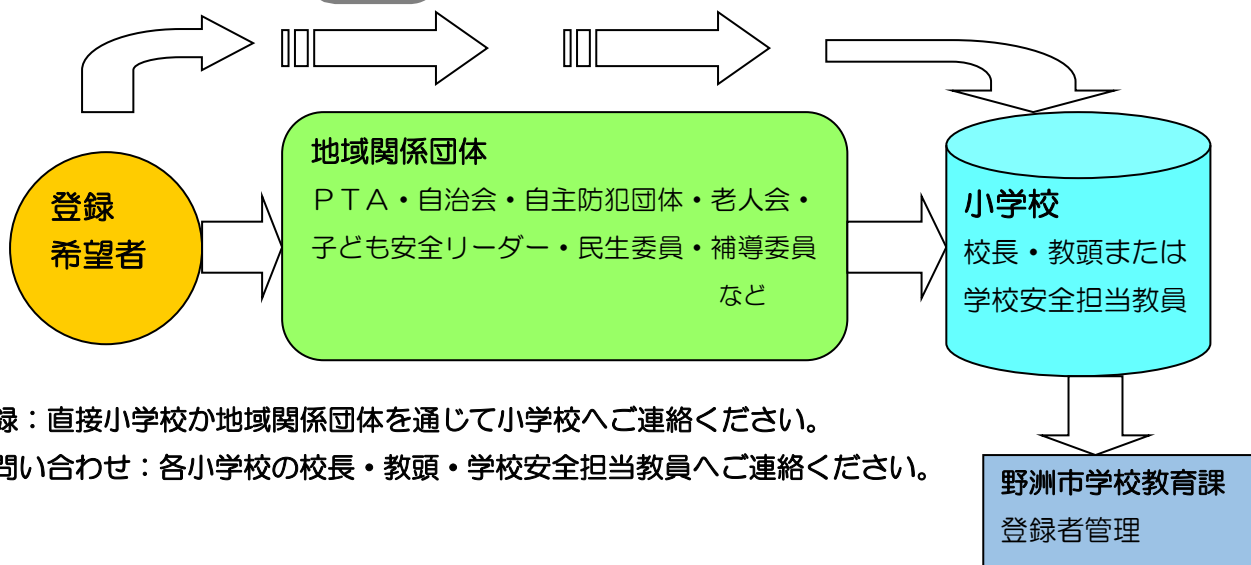 登録
希望者
地域関係団体
ＰＴＡ・自治会・自主防犯団体・老人会・
子ども安全リーダー・民生委員・補導委員
など
小学校
校長・教頭または
学校安全担当教員
録：直接小学校か地域関係団体を通じて小学校へご連絡ください。
問い合わせ：各小学校の校長・教頭・学校安全担当教員へご連絡ください。
野洲市学校教育課
登録者管理